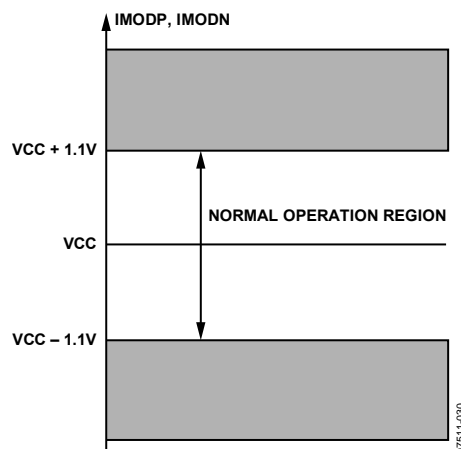 IMODP, IMODN
VCC + 1.1V
NORMAL OPERATION REGION
VCC
VCC – 1.1V